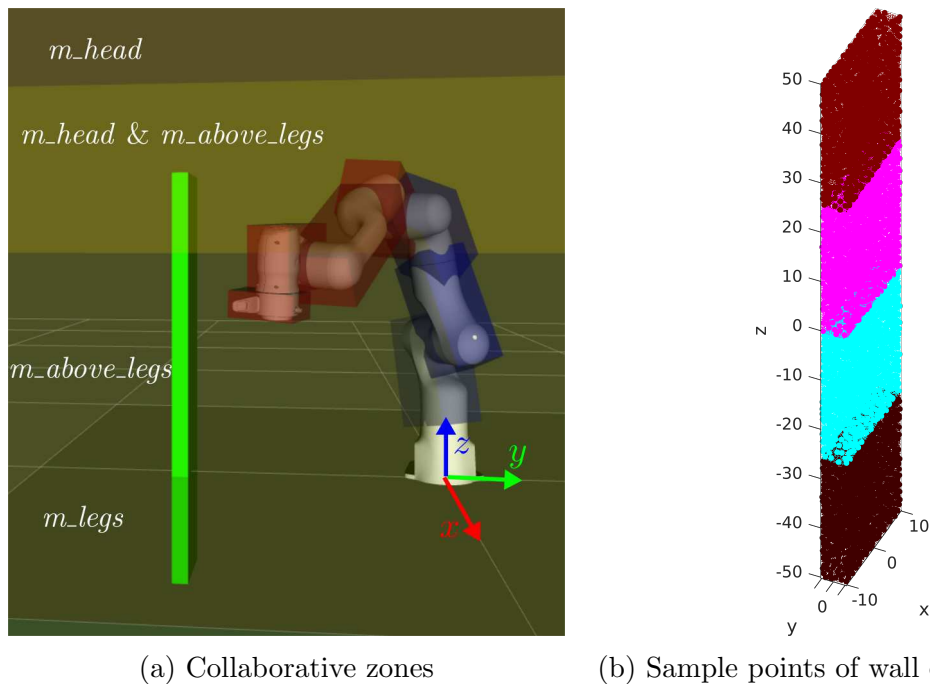 m_head
m_head & m_above_legs
m_above_legs
m_legs
z
y
x
50
40
30
20
10
0
-10
-20
-30
-40
-50
z
10
0
-10
x
0
y
(a) Collaborative zones
(b) Sample points of wall